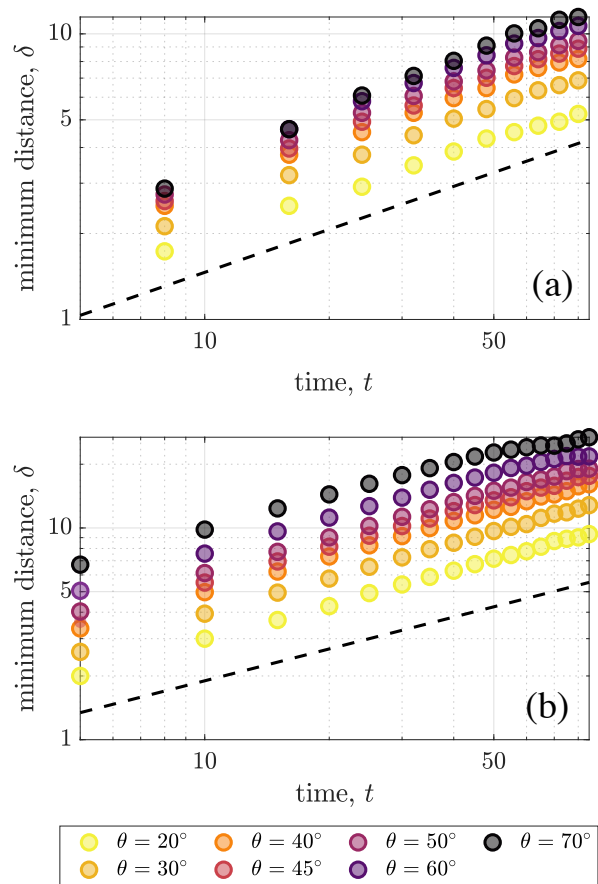 10
5
1
minimum distance, δ
(a)
10
50
time, t
10
5
1
minimum distance, δ
(b)
10
50
time, t
θ = 20° θ = 40° θ = 50° θ = 70°
θ = 30° θ = 45° θ = 60°